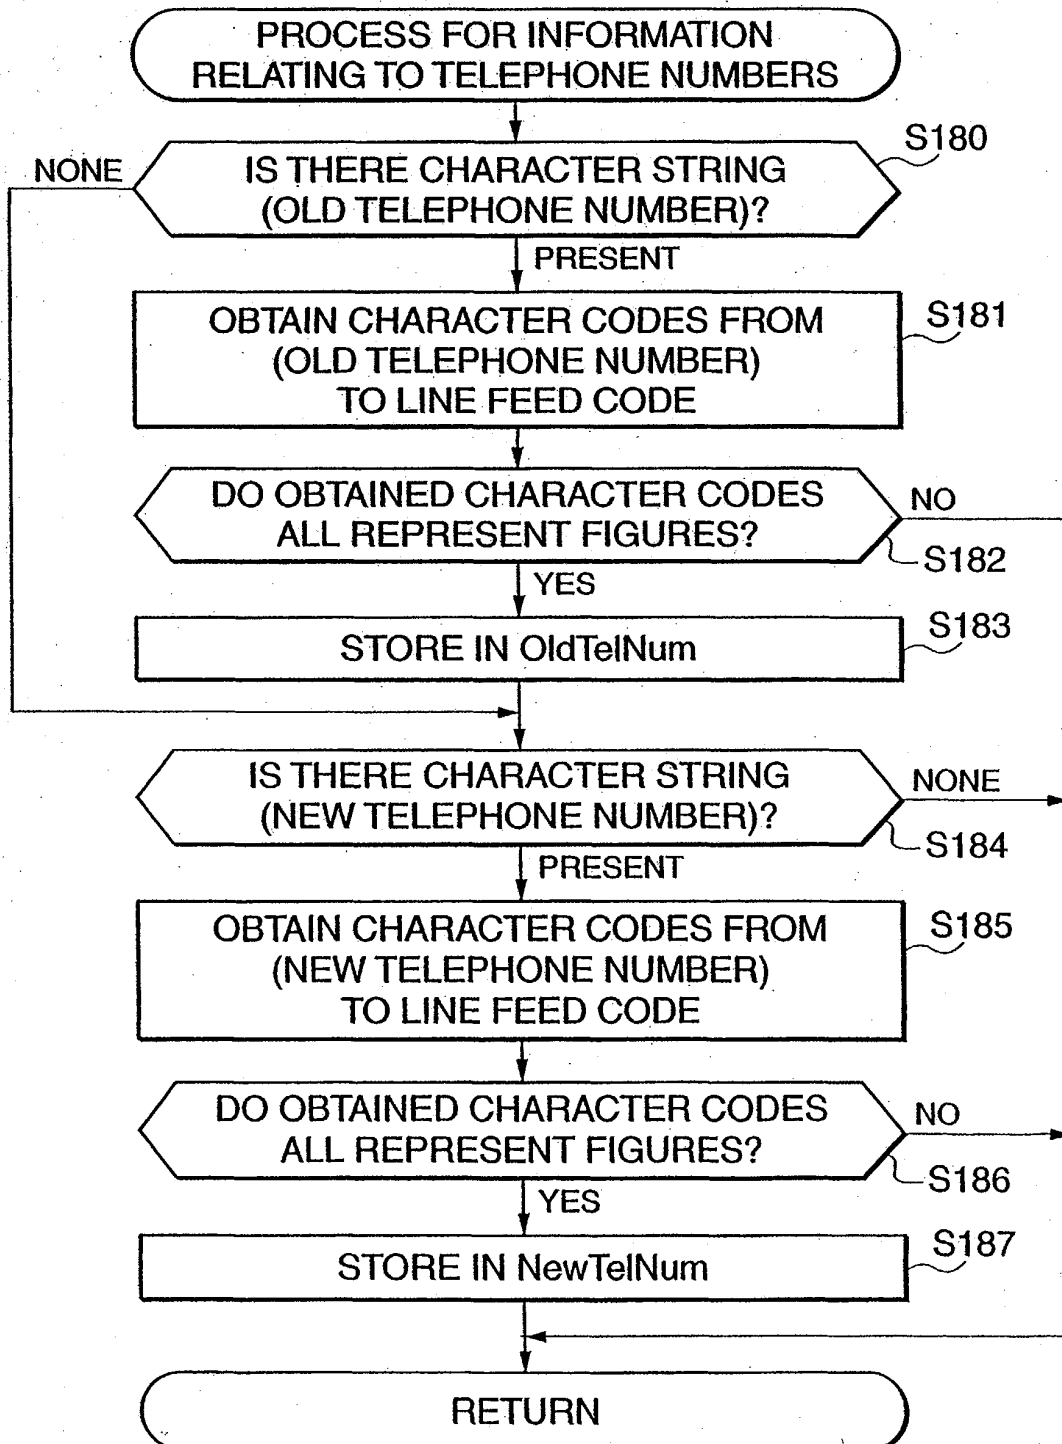 PROCESS FOR INFORMATION
RELATING TO TELEPHONE NUMBERS
S180
NONE
IS THERE CHARACTER STRING
(OLD TELEPHONE NUMBER)?
PRESENT
S181
OBTAIN CHARACTER CODES FROM
(OLD TELEPHONE NUMBER)
TO LINE FEED CODE
DO OBTAINED CHARACTER CODES
ALL REPRESENT FIGURES?
NO
S182
YES
S183
STORE IN OldTelNum
IS THERE CHARACTER STRING
(NEW TELEPHONE NUMBER)?
NONE
S184
PRESENT
S185
OBTAIN CHARACTER CODES FROM
(NEW TELEPHONE NUMBER)
TO LINE FEED CODE
DO OBTAINED CHARACTER CODES
ALL REPRESENT FIGURES?
NO
S186
YES
S187
STORE IN NewTelNum
RETURN